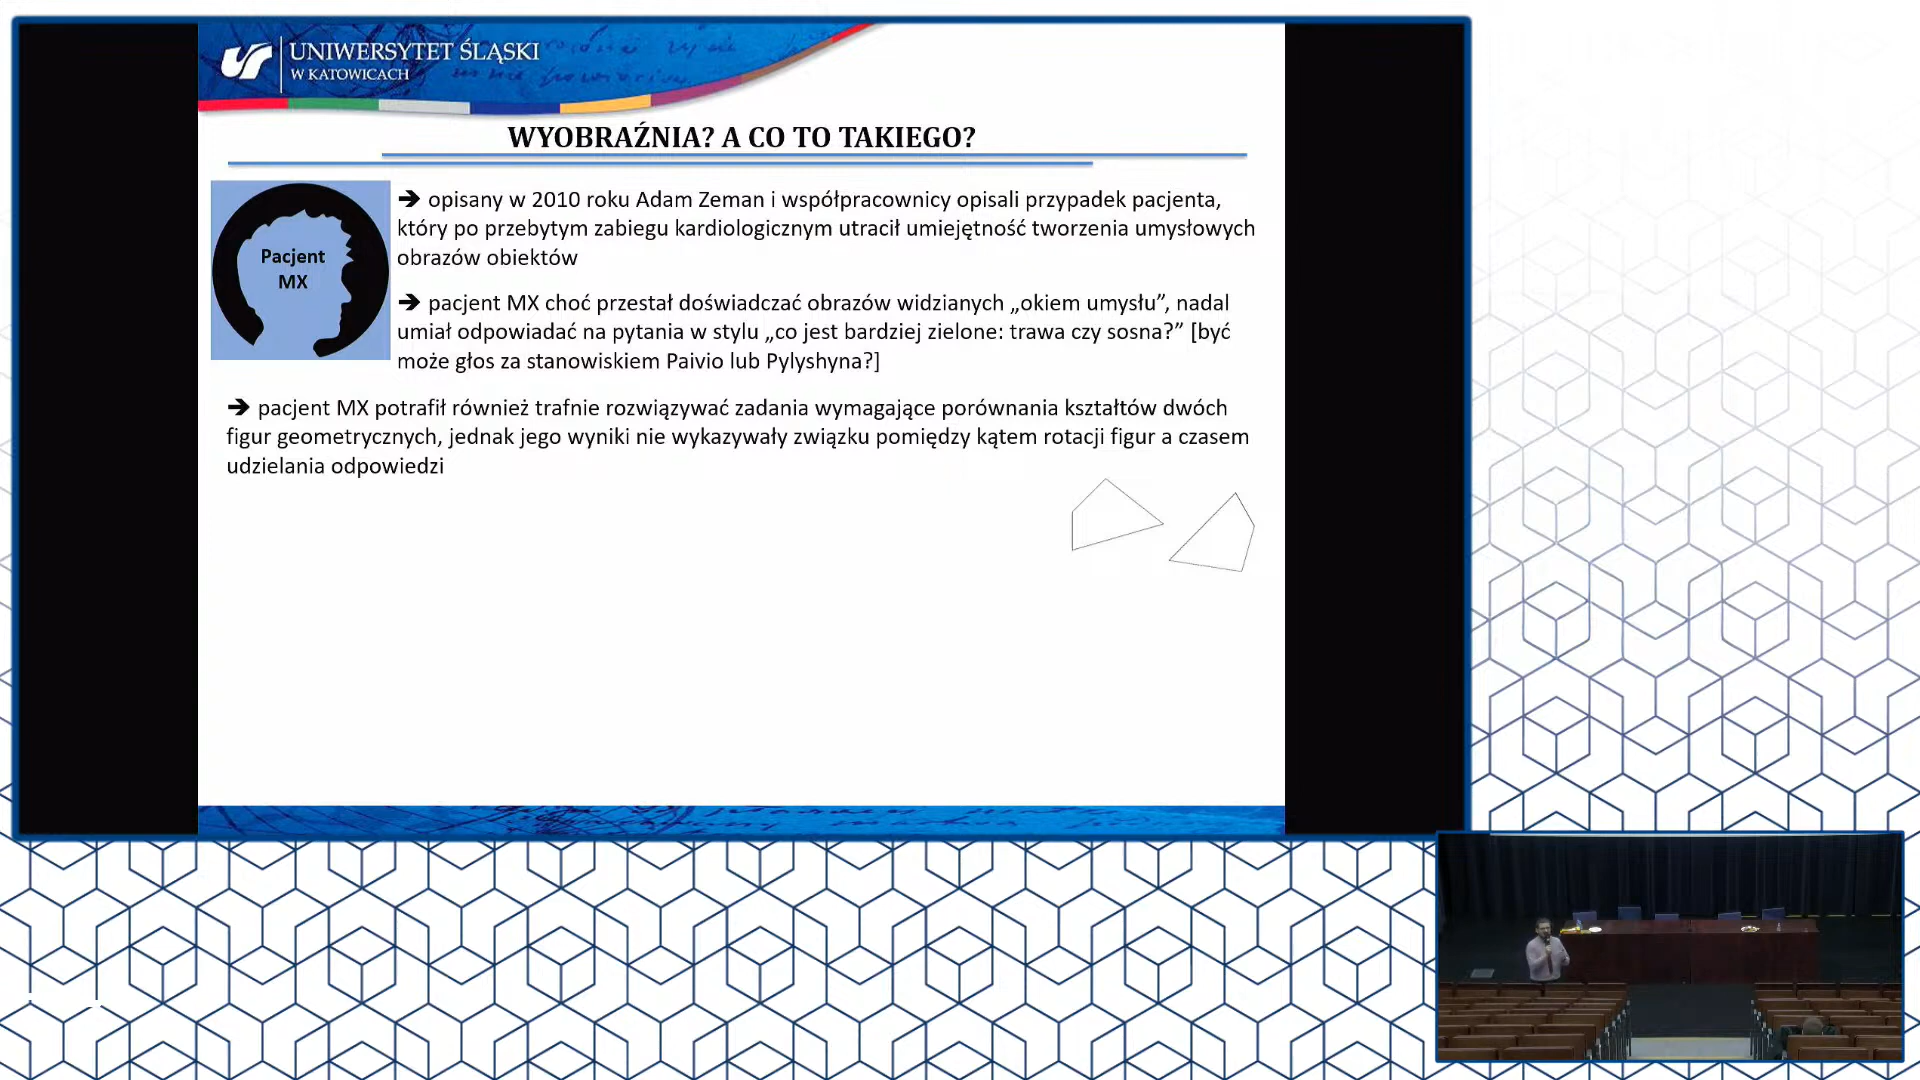 UNIWERSYTET ŚLĄSKI
W KATOWICACH
WYOBRAŹNIA? A CO TO TAKIEGO?
Pacjent
MX
➔ opisany w 2010 roku Adam Zeman i współpracownicy opisali przypadek pacjenta,
który po przebytym zabiegu kardiologicznym utracił umiejętność tworzenia umysłowych
obrazów obiektów
➔ pacjent MX choć przestał doświadczać obrazów widzianych „okiem umysłu”, nadal
umiał odpowiadać na pytania w stylu „co jest bardziej zielone: trawa czy sosna?” [być
może głos za stanowiskiem Paivio lub Pylyshyna?]
➔ pacjent MX potrafił również trafnie rozwiązywać zadania wymagające porównania kształtów dwóch
figur geometrycznych, jednak jego wyniki nie wykazywały związku pomiędzy kątem rotacji figur a czasem
udzielania odpowiedzi